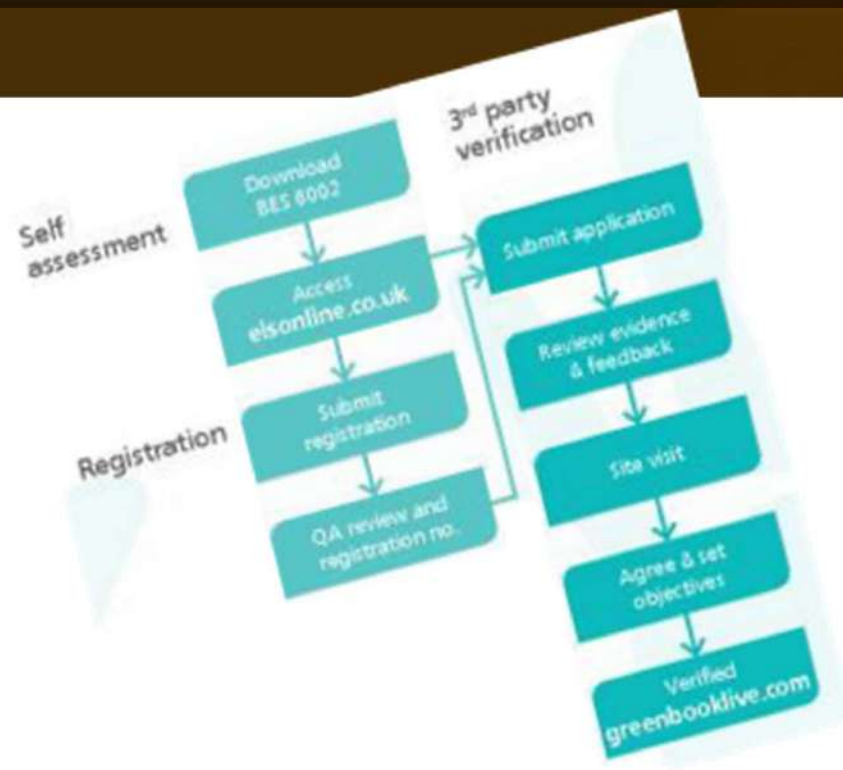 Self
assessment
Download
BES 6002
Access
elsonline.co.uk
Registration
Submit
registration
QA review and
registration no.
3rd party
verification
Submit application
Review evidence
& feedback
Site visit
Agree & set
objectives
Verified
greenbooklive.com